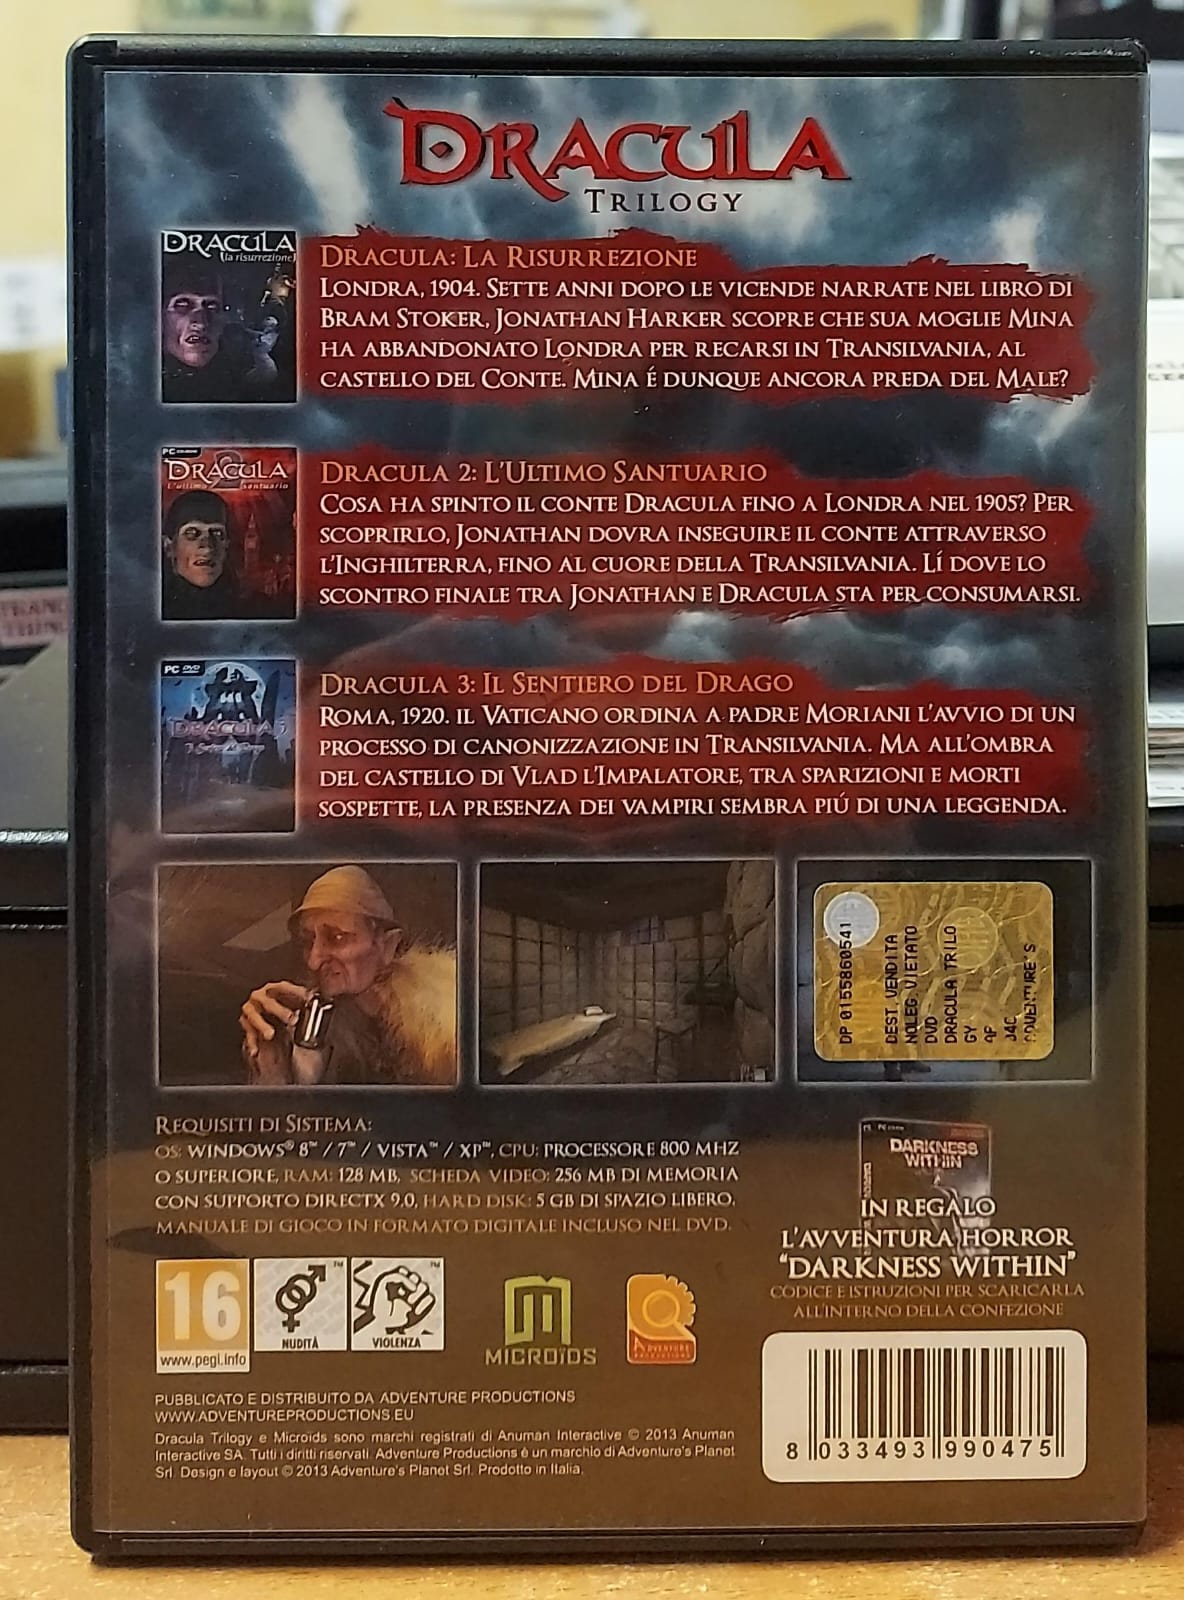 DRACULA
TRILOGY
DRACULA
(la risurrezione)
DRACULA: LA RISURREZIONE
LONDRA, 1904. SETTE ANNI DOPO LE VICENDE NARRATE NEL LIBRO DI
BRAM STOKER, JONATHAN HARKER SCOPRE CHE SUA MOGLIE MINA
HA ABBANDONATO LONDRA PER RECARSI IN TRANSILVANIA, AL
CASTELLO DEL CONTE. MINA É DUNQUE ANCORA PREDA DEL MALE?
PC CD-ROM
DRACULA 2
L'ultimo santuario
DRACULA 2: L'ULTIMO SANTUARIO
COSA HA SPINTO IL CONTE DRACULA FINO A LONDRA NEL 1905? PER
SCOPRIRLO, JONATHAN DOVRA INSEGUIRE IL CONTE ATTRAVERSO
L'INGHILTERRA, FINO AL CUORE DELLA TRANSILVANIA. LÍ DOVE LO
SCONTRO FINALE TRA JONATHAN E DRACULA STA PER CONSUMARSI.
PC DVD
DRACULA 3
DRACULA 3: IL SENTIERO DEL DRAGO
ROMA, 1920. IL VATICANO ORDINA A PADRE MORIANI L'AVVIO DI UN
PROCESSO DI CANONIZZAZIONE IN TRANSILVANIA. MA ALL'OMBRA
DEL CASTELLO DI VLAD L'IMPALATORE, TRA SPARIZIONI E MORTI
SOSPETTE, LA PRESENZA DEI VAMPIRI SEMBRA PIÚ DI UNA LEGGENDA.
DP 0155860541
DEST.VENDITA
NOLEG.VIETATO
DVD
DRACULA TRILO
GY
AP
J4C
ADVENTURE'S
REQUISITI DI SISTEMA:
OS: WINDOWS® 8™ / 7™ / VISTA™ / XP™, CPU: PROCESSORE 800 MHZ
O SUPERIORE, RAM: 128 MB, SCHEDA VIDEO: 256 MB DI MEMORIA
CON SUPPORTO DIRECTX 9.0, HARD DISK: 5 GB DI SPAZIO LIBERO.
MANUALE DI GIOCO IN FORMATO DIGITALE INCLUSO NEL DVD.
DARKNESS
WITHIN
IN REGALO
L'AVVENTURA HORROR
"DARKNESS WITHIN"
CODICE E ISTRUZIONI PER SCARICARLA
ALL'INTERNO DELLA CONFEZIONE
16
www.pegi.info
NUDITÀ
VIOLENZA
MICROÏDS
ADVENTURE
PRODUCTIONS
PUBBLICATO E DISTRIBUITO DA ADVENTURE PRODUCTIONS
WWW.ADVENTUREPRODUCTIONS.EU
Dracula Trilogy e Microïds sono marchi registrati di Anuman Interactive © 2013 Anuman
Interactive SA. Tutti i diritti riservati. Adventure Productions è un marchio di Adventure's Planet
Srl. Design e layout © 2013 Adventure's Planet Srl. Prodotto in Italia.
8 033493 990475